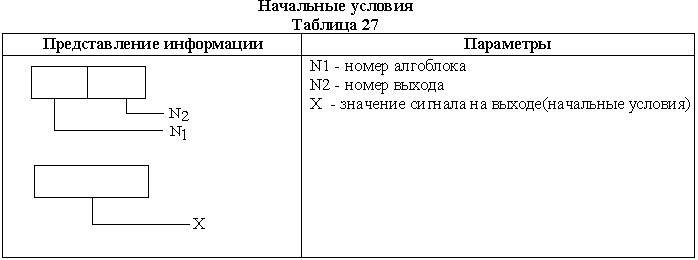 Начальные условия
Таблица 27
Представление информации
Параметры
N2
N1
X
N1 - номер алгоблока
N2 - номер выхода
X - значение сигнала на выходе(начальные условия)